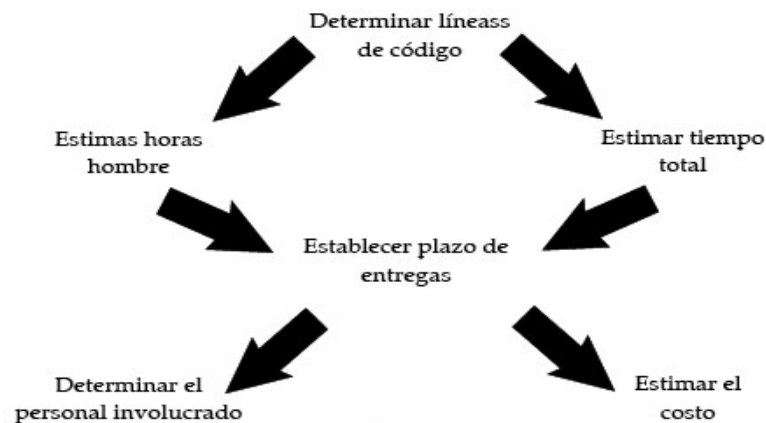 Determinar líneass
de código
Estimas horas
hombre
Estimar tiempo
total
Establecer plazo de
entregas
Determinar el
personal involucrado
Estimar el
costo